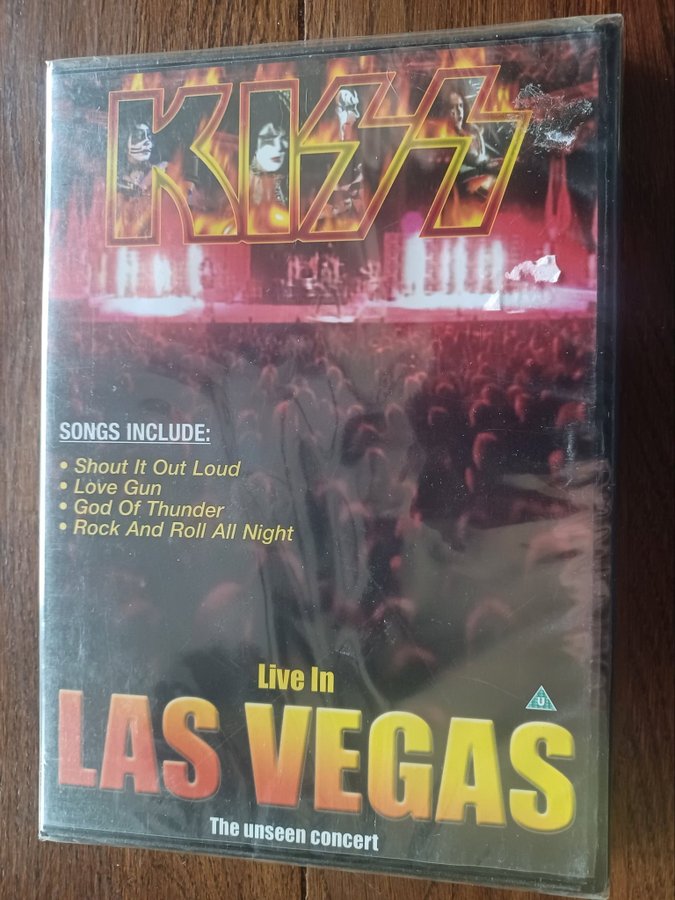 KISS
SONGS INCLUDE:
• Shout It Out Loud
• Love Gun
• God Of Thunder
• Rock And Roll All Night
Live In
LAS VEGAS
U
The unseen concert